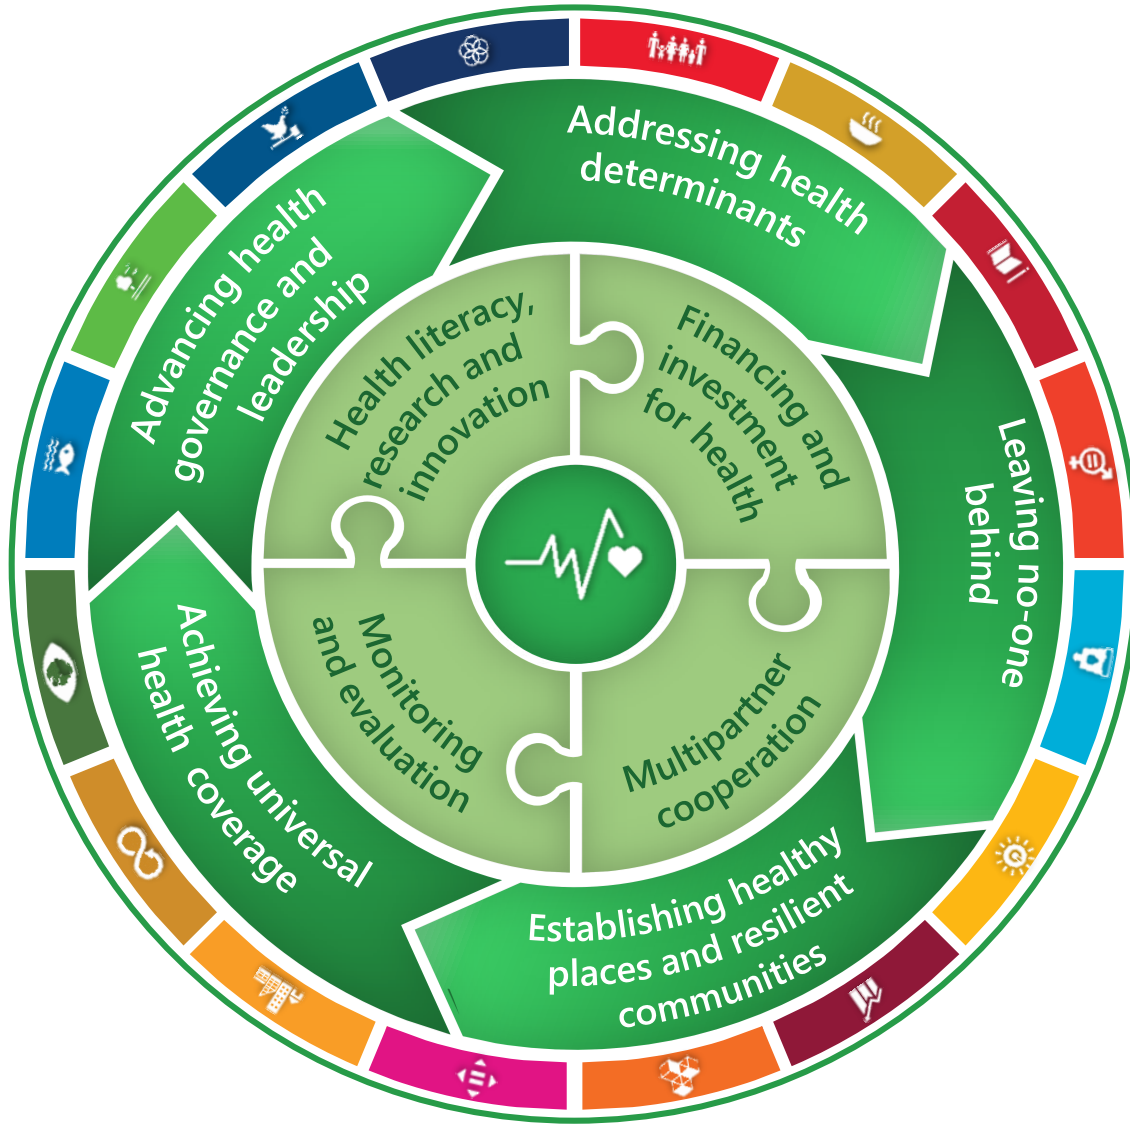 Addressing health
determinants
Leaving no-one
behind
Establishing healthy
places and resilient
communities
Achieving universal
health coverage
Advancing health
governance and
leadership
Health literacy,
research and
innovation
Financing and
investment
for health
Multipartner
cooperation
Monitoring
and evaluation